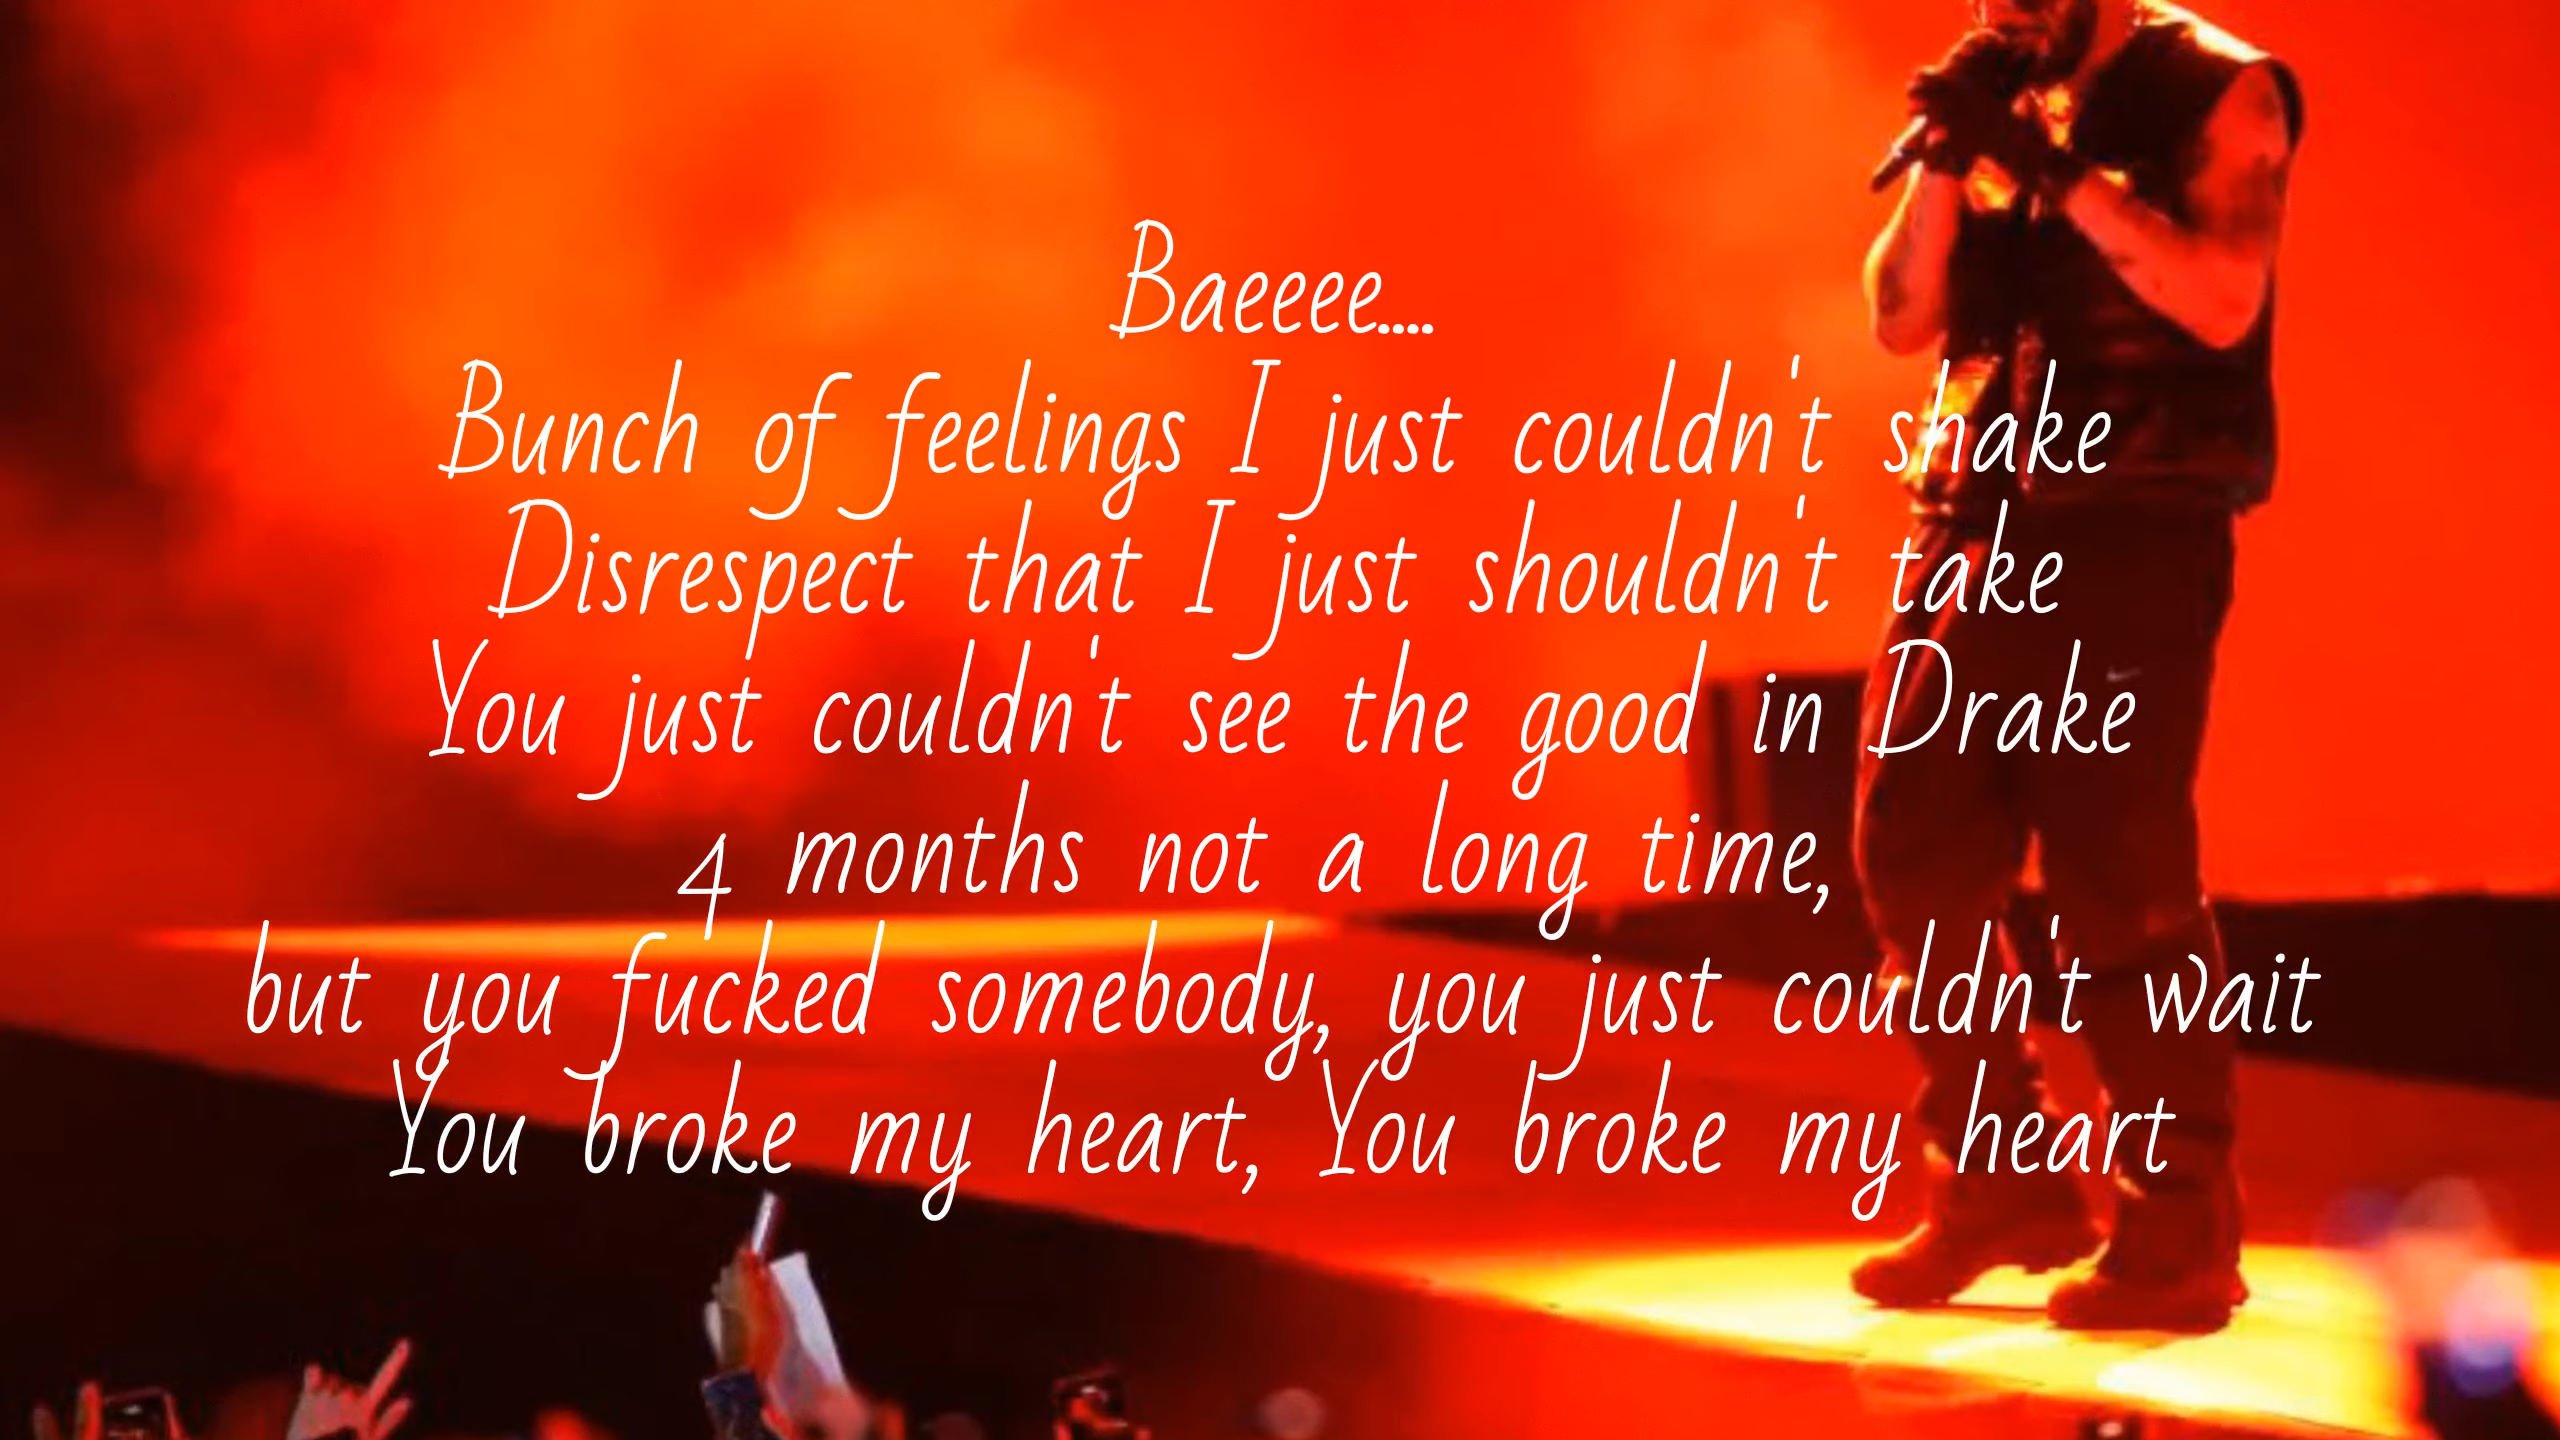 Baeeee....
Bunch of feelings I just couldn't shake
Disrespect that I just shouldn't take
You just couldn't see the good in Drake
4 months not a long time,
but you fucked somebody, you just couldn't wait
You broke my heart, You broke my heart